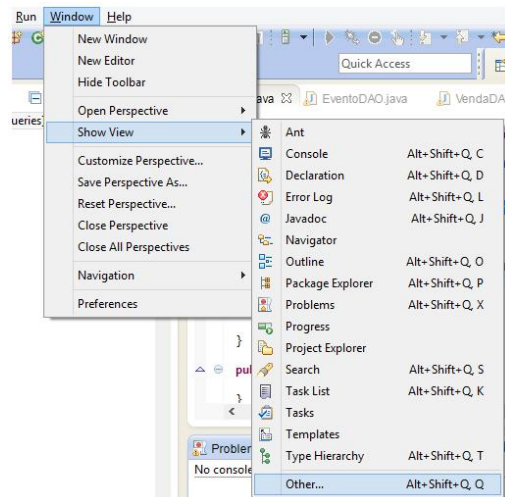 Run Window Help
New Window
New Editor
Hide Toolbar
Quick Access
Open Perspective
ava EventoDAO.java VendaDA
ueries
Show View
Customize Perspective...
Save Perspective As...
Reset Perspective...
Close Perspective
Close All Perspectives
Navigation
Preferences
Ant
Console Alt+Shift+Q, C
Declaration Alt+Shift+Q, D
Error Log Alt+Shift+Q, L
Javadoc Alt+Shift+Q, J
Navigator
Outline Alt+Shift+Q, O
Package Explorer Alt+Shift+Q, P
Problems Alt+Shift+Q, X
Progress
Project Explorer
Search Alt+Shift+Q, S
Task List Alt+Shift+Q, K
Tasks
Templates
Type Hierarchy Alt+Shift+Q, T
Other... Alt+Shift+Q, Q
}
pul
}
Problem
No console